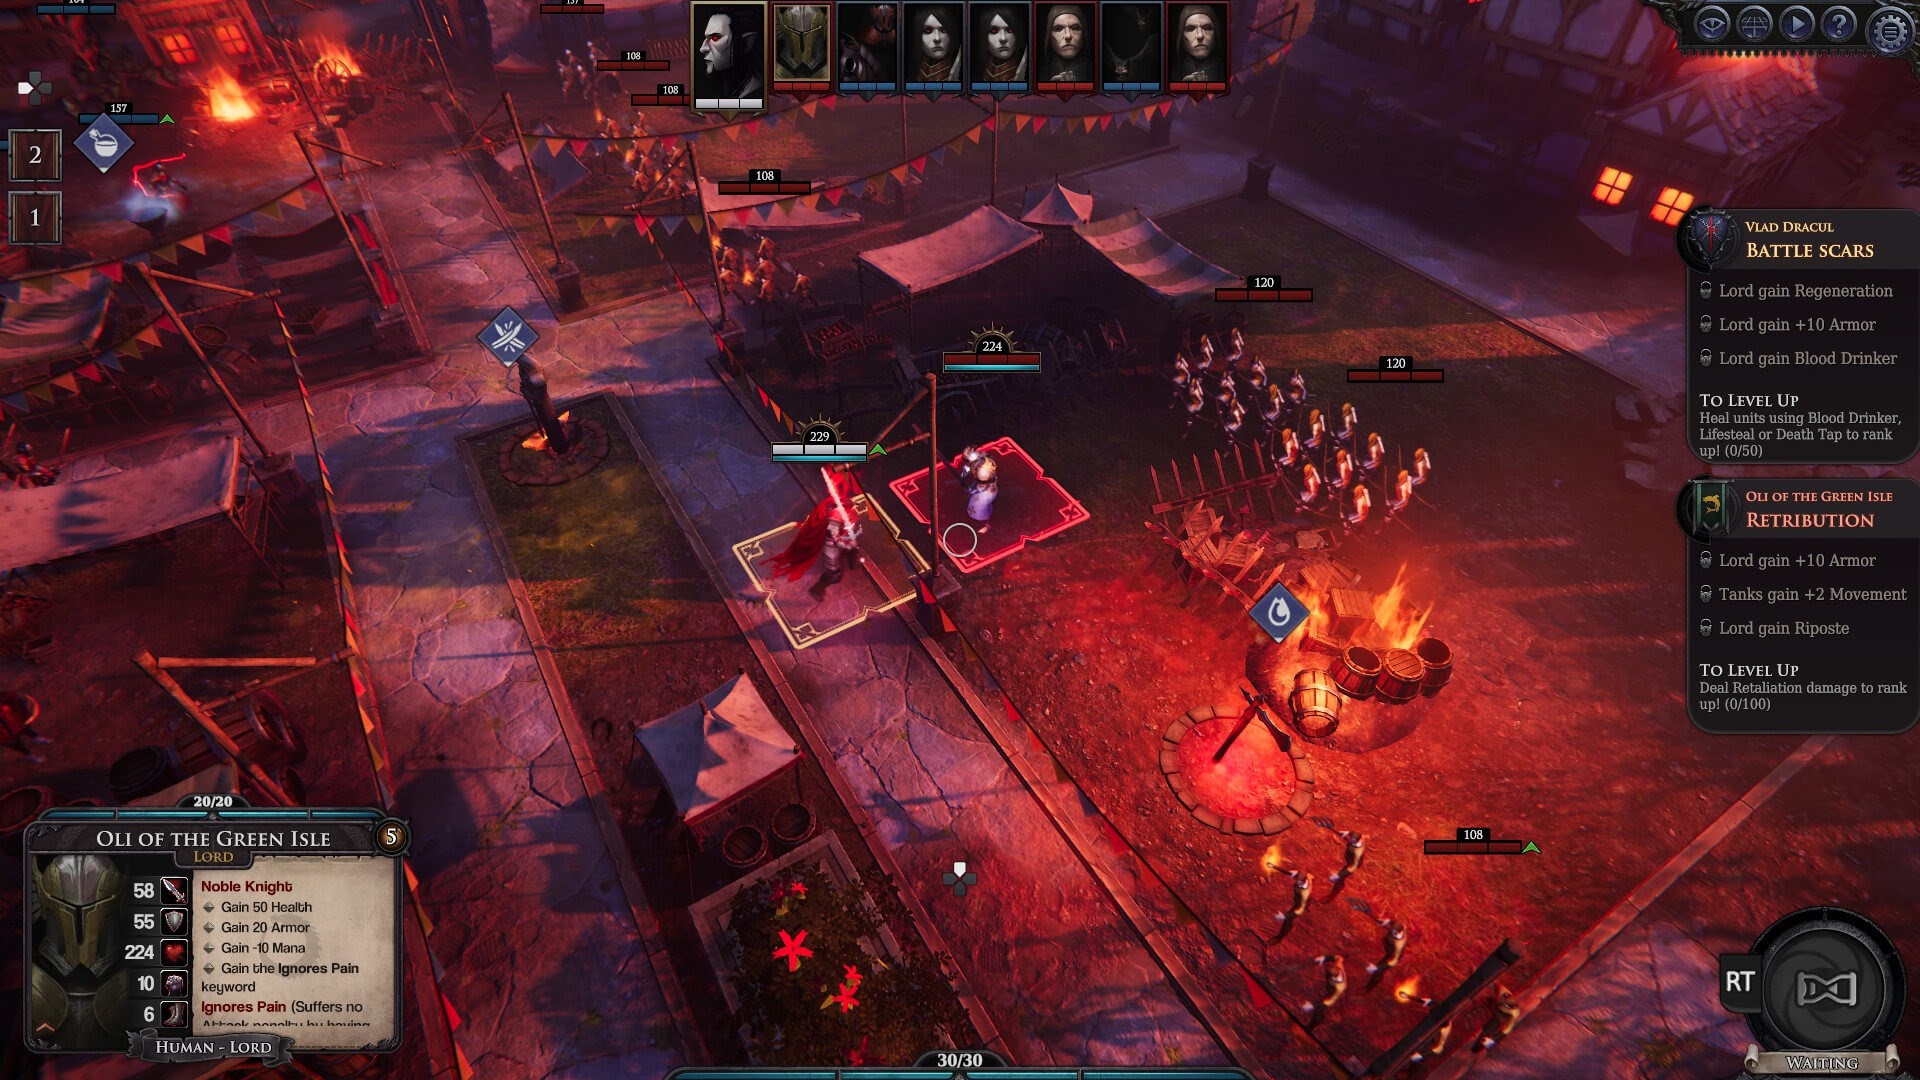 157
108
108
157
2
1
108
120
224
120
229
108
VLAD DRACUL
BATTLE SCARS
Lord gain Regeneration
Lord gain +10 Armor
Lord gain Blood Drinker
TO LEVEL UP
Heal units using Blood Drinker,
Lifesteal or Death Tap to rank
up! (0/50)
OLI OF THE GREEN ISLE
RETRIBUTION
Lord gain +10 Armor
Tanks gain +2 Movement
Lord gain Riposte
TO LEVEL UP
Deal Retaliation damage to rank
up! (0/100)
20/20
OLI OF THE GREEN ISLE
5
LORD
58
55
224
10
6
Noble Knight
Gain 50 Health
Gain 20 Armor
Gain -10 Mana
Gain the Ignores Pain
keyword
Ignores Pain (Suffers no
Attack penalty by having
HUMAN - LORD
30/30
RT
WAITING